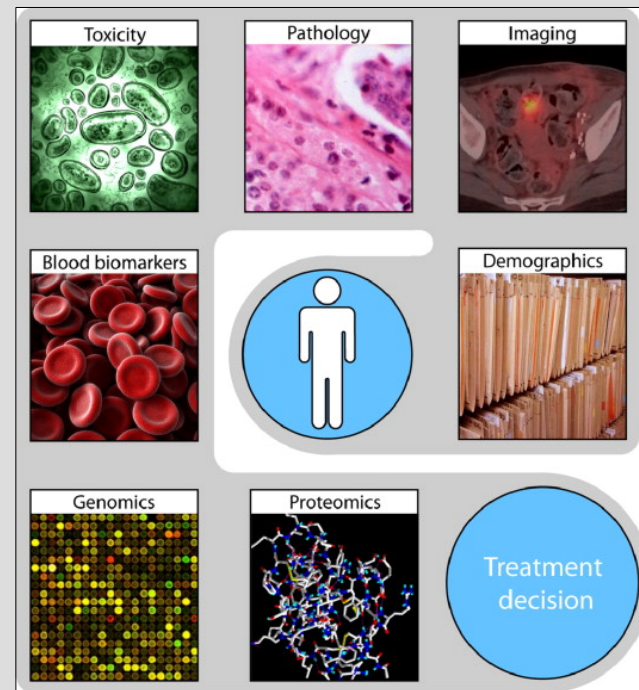 Toxicity
Pathology
Imaging
Blood biomarkers
Demographics
Genomics
Proteomics
Treatment
decision